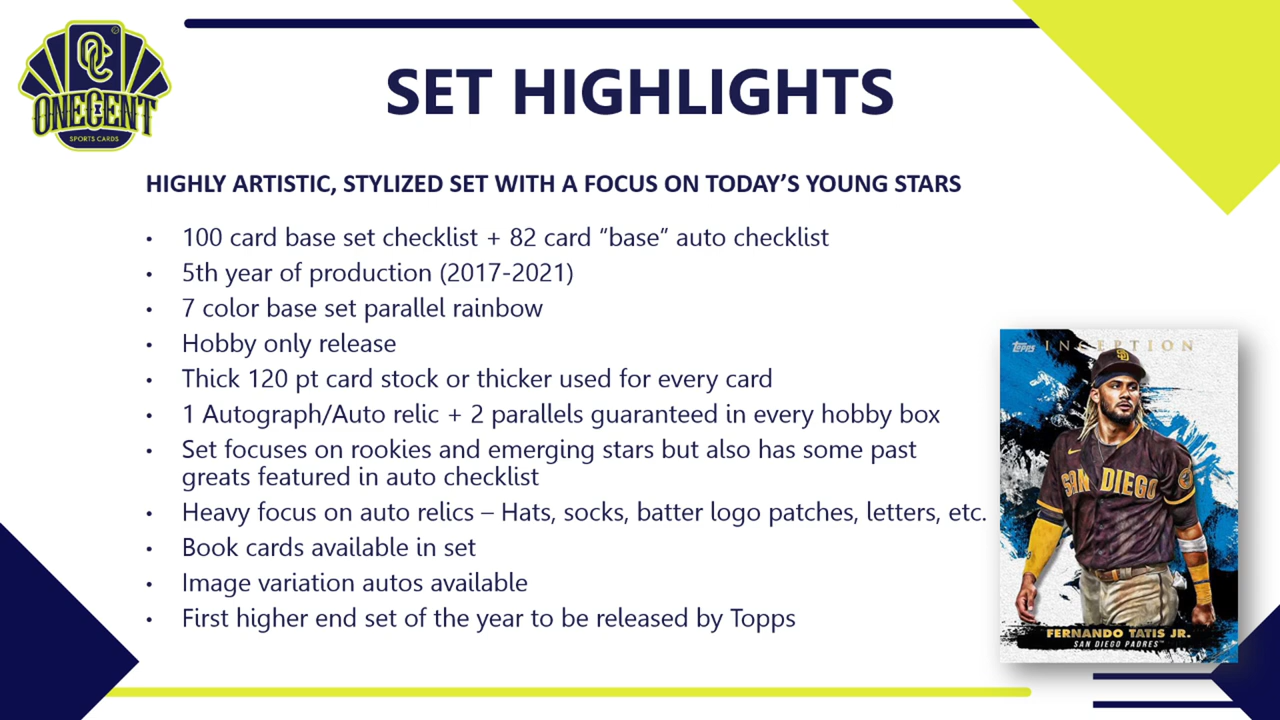 OC
ONECENT
SPORTS CARDS
SET HIGHLIGHTS
HIGHLY ARTISTIC, STYLIZED SET WITH A FOCUS ON TODAY’S YOUNG STARS
• 100 card base set checklist + 82 card “base” auto checklist
• 5th year of production (2017-2021)
• 7 color base set parallel rainbow
• Hobby only release
• Thick 120 pt card stock or thicker used for every card
• 1 Autograph/Auto relic + 2 parallels guaranteed in every hobby box
• Set focuses on rookies and emerging stars but also has some past
greats featured in auto checklist
• Heavy focus on auto relics – Hats, socks, batter logo patches, letters, etc.
• Book cards available in set
• Image variation autos available
• First higher end set of the year to be released by Topps
Topps INCEPTION
SD
SAN DIEGO
FERNANDO TATIS JR.
SAN DIEGO PADRES™